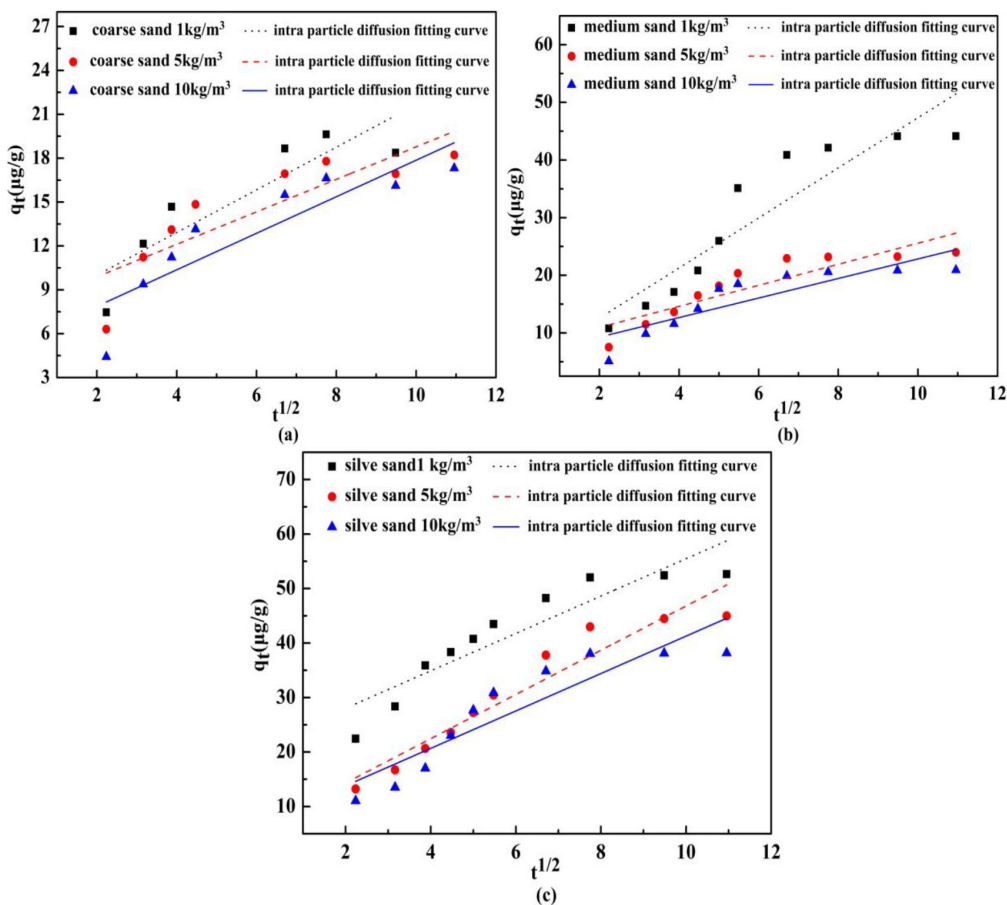 27
24
21
18
15
12
9
6
3
qt(μg/g)
coarse sand 1kg/m³ intra particle diffusion fitting curve
coarse sand 5kg/m³ intra particle diffusion fitting curve
coarse sand 10kg/m³ intra particle diffusion fitting curve
2 4 6 8 10 12
t^1/2
(a)
60
50
40
30
20
10
qt(μg/g)
medium sand 1kg/m³ intra particle diffusion fitting curve
medium sand 5kg/m³ intra particle diffusion fitting curve
medium sand 10kg/m³ intra particle diffusion fitting curve
2 4 6 8 10 12
t^1/2
(b)
70
60
50
40
30
20
10
qt(μg/g)
silve sand1 kg/m³ intra particle diffusion fitting curve
silve sand 5kg/m³ intra particle diffusion fitting curve
silve sand 10kg/m³ intra particle diffusion fitting curve
2 4 6 8 10 12
t^1/2
(c)